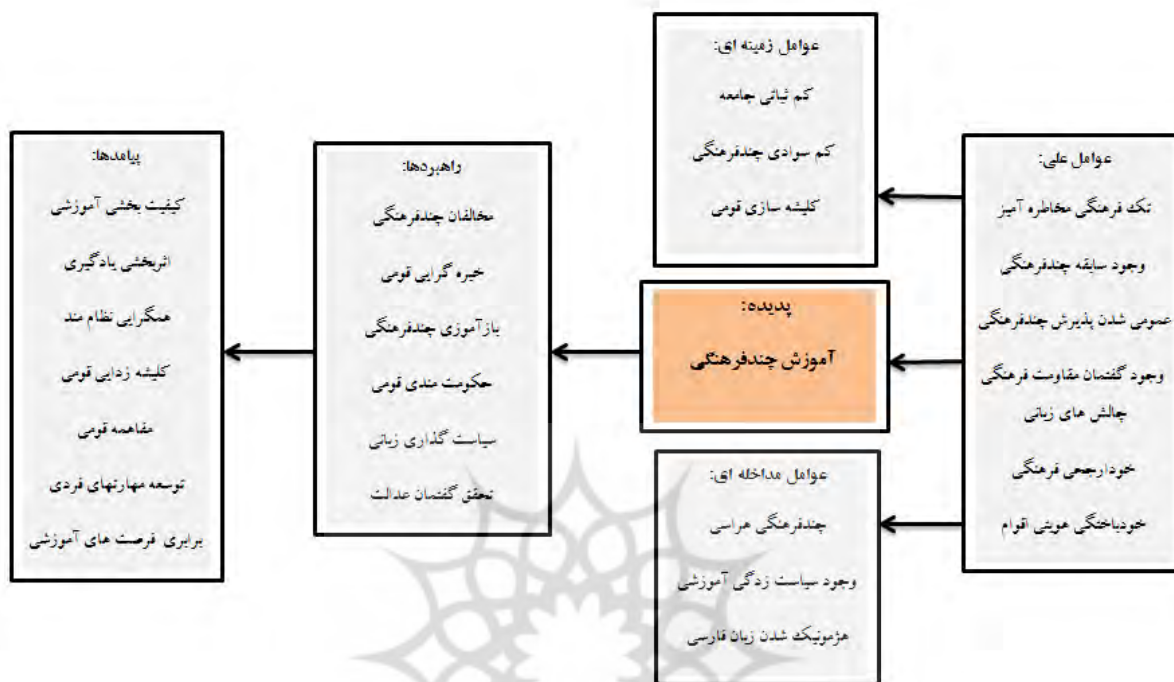 عوامل علی:
تک فرهنگی مخاطره آمیز
وجود سابقه چندفرهنگی
عمومی شدن پذیرش چندفرهنگی
وجود گفتمان مقاومت فرهنگی
چالش های زبانی
خودارجحی فرهنگی
خودباختگی هویتی اقوام
عوامل زمینه ای:
کم ثباتی جامعه
کم سوادی چندفرهنگی
کلیشه سازی قومی
پدیده:
آموزش چندفرهنگی
عوامل مداخله ای:
چندفرهنگی هراسی
وجود سیاست زدگی آموزشی
هژمونیک شدن زبان فارسی
راهبردها:
مخالفان چندفرهنگی
خیره گرایی قومی
بازآموزی چندفرهنگی
حکومت مندی قومی
سیاست گذاری زبانی
تحقق گفتمان عدالت
پیامدها:
کیفیت بخشی آموزشی
اثربخشی یادگیری
همگرایی نظام مند
کلیشه زدایی قومی
مفاهمه قومی
توسعه مهارتهای فردی
برابری فرصت های آموزشی